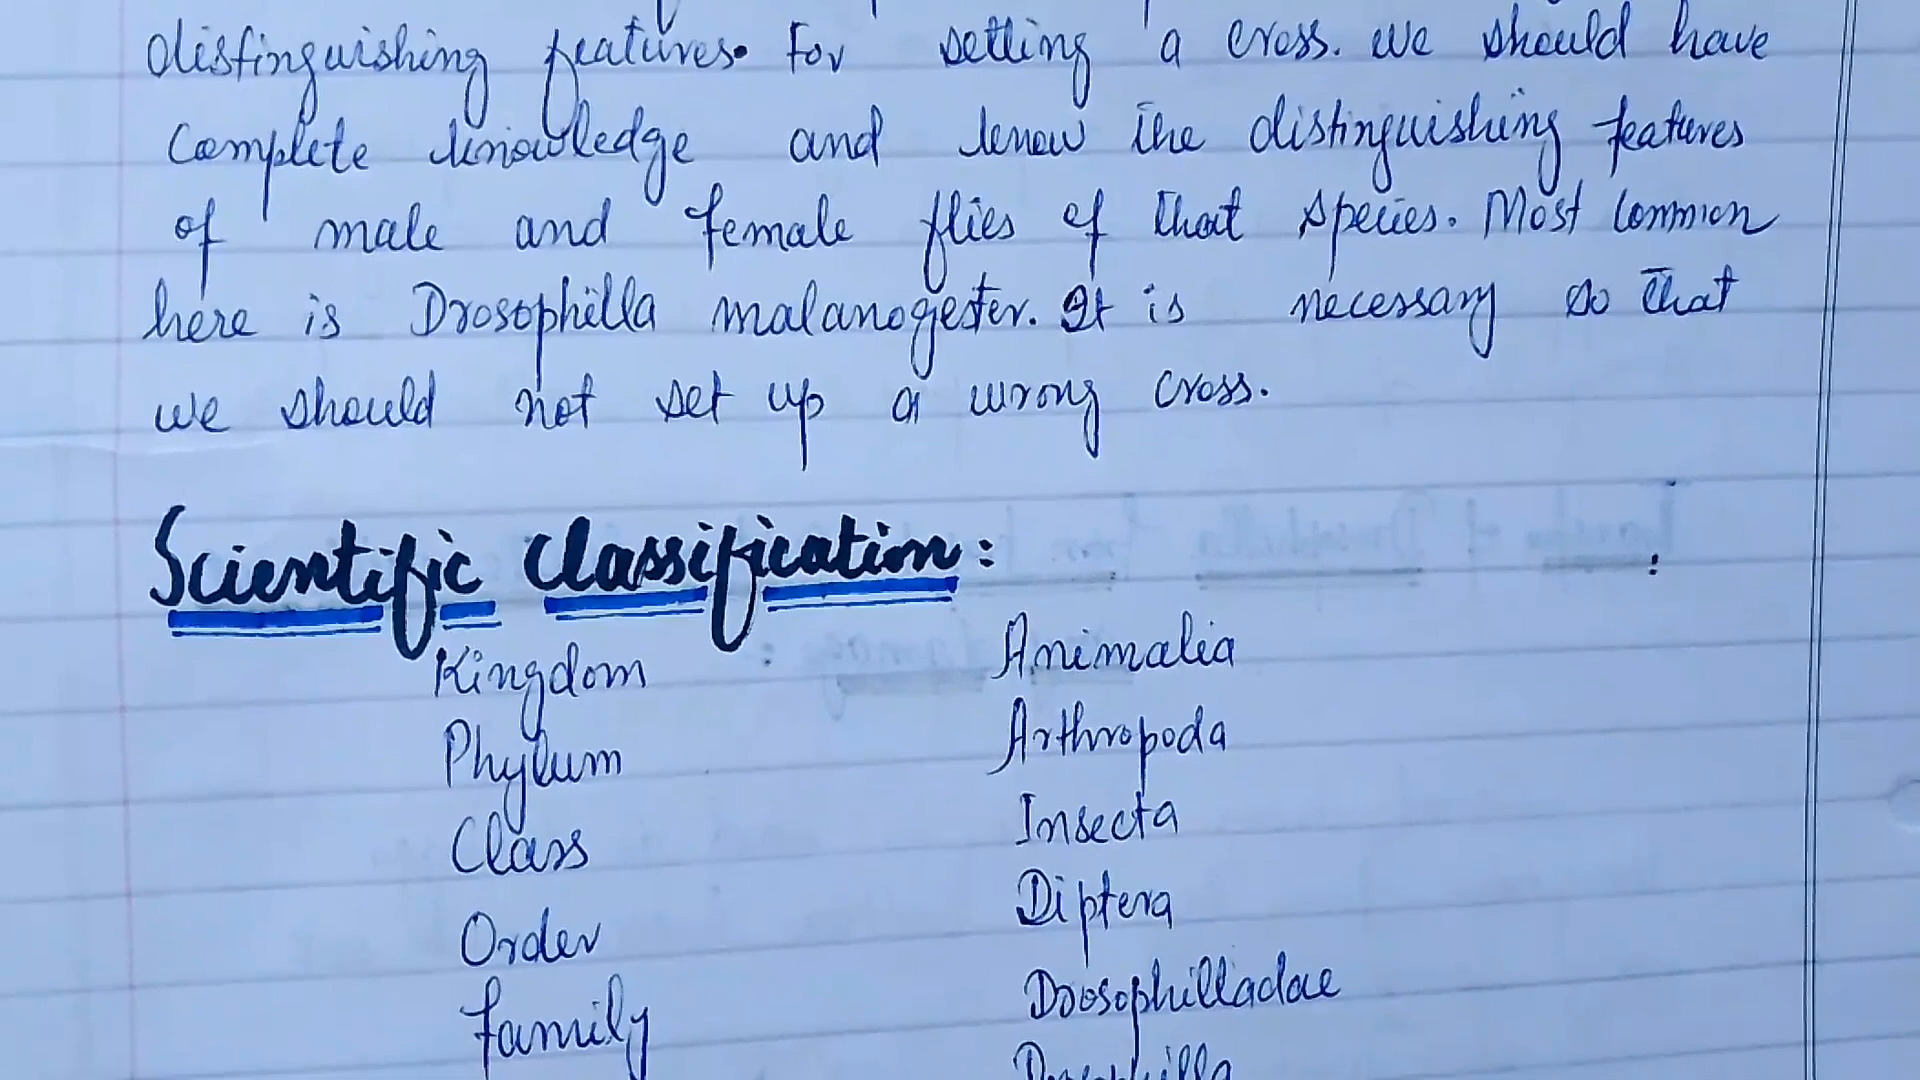 distinguishing features. For setting a cross. We should have
Complete knowledge and know the distinguishing features
of male and female flies of that species. Most Common
here is Drosophilla malanogester. It is necessary so that
we should not set up a wrong cross.
Scientific Classification:
Kingdom Animalia
Phylum Arthropoda
Class Insecta
Order Diptera
Family Drosophilladae
Drosophilla